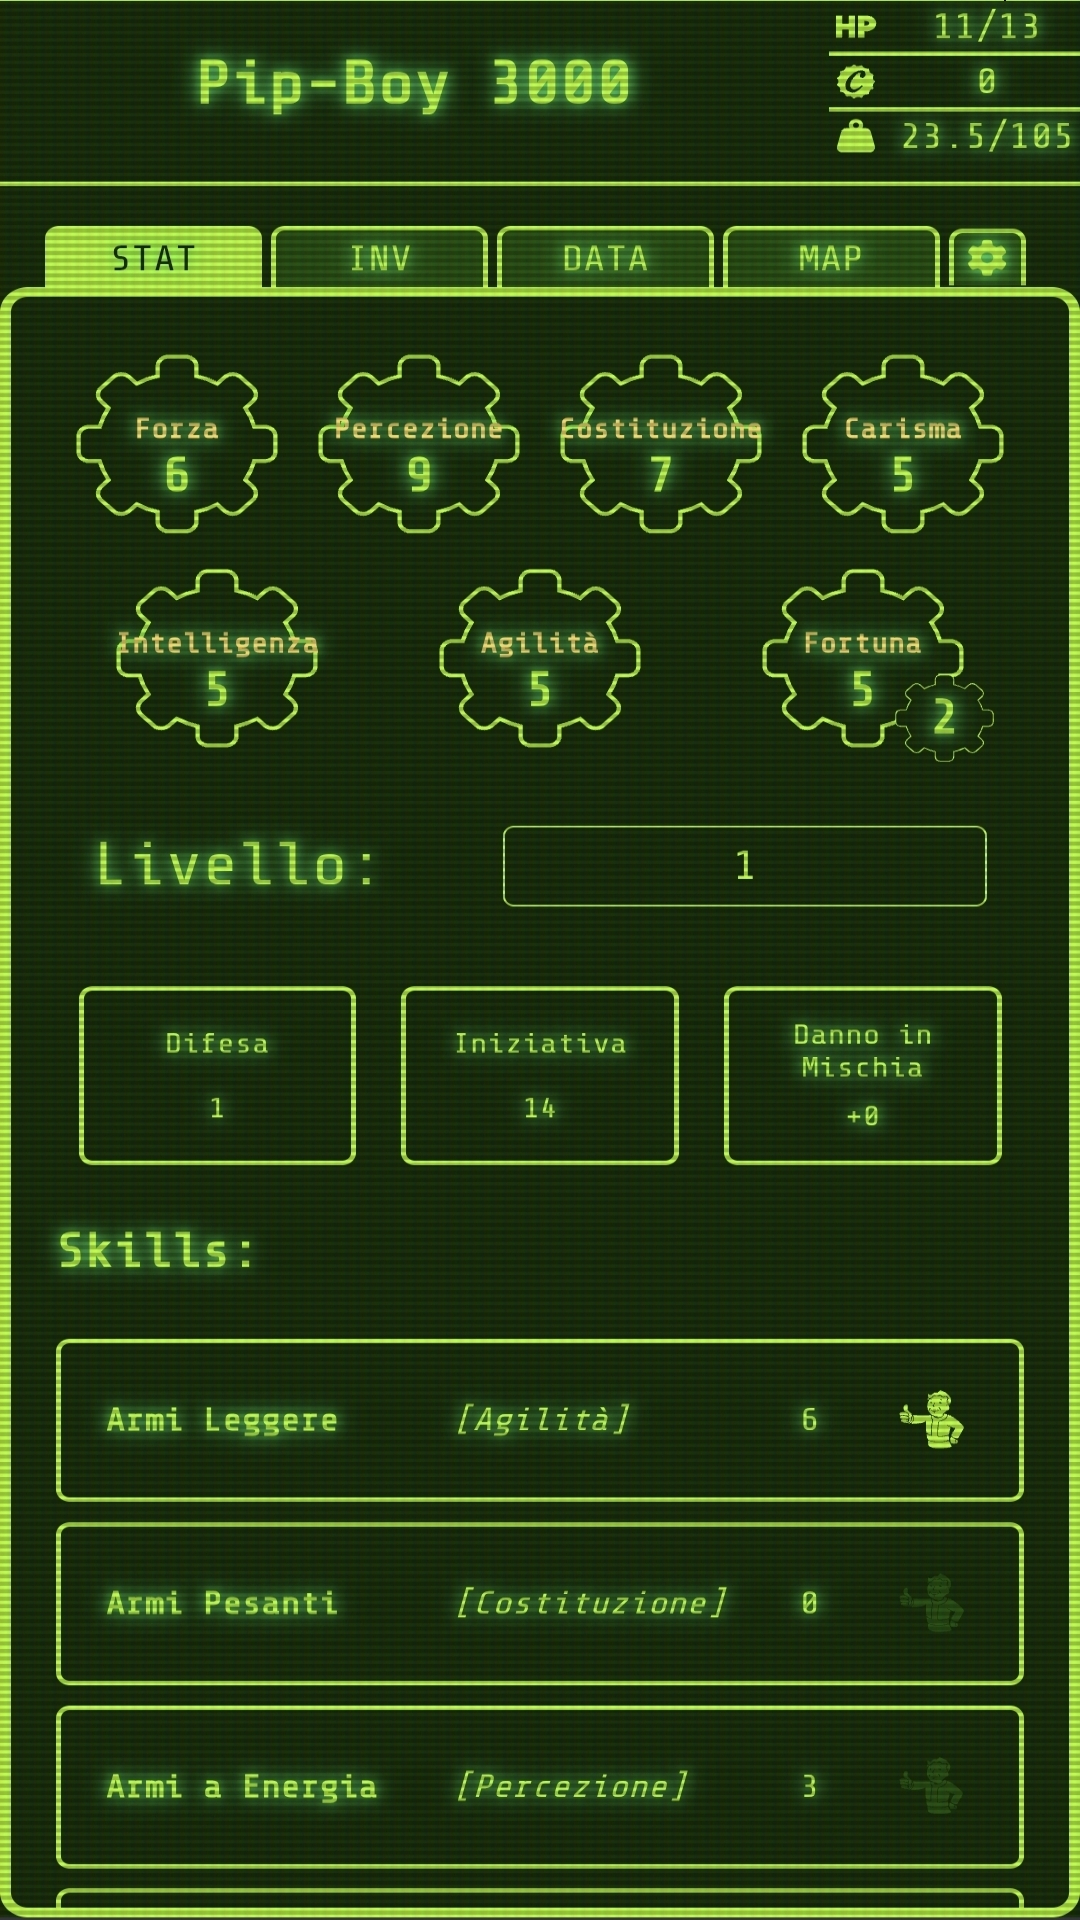 HP 11/13
Pip-Boy 3000
C 0
23.5/105
STAT INV DATA MAP
Forza Percezione Costituzione Carisma
6 9 7 5
Intelligenza Agilità Fortuna
5 5 5
2
Livello: 1
Difesa Iniziativa Danno in
Mischia
1 14 +0
Skills:
Armi Leggere [Agilità] 6
Armi Pesanti [Costituzione] 0
Armi a Energia [Percezione] 3